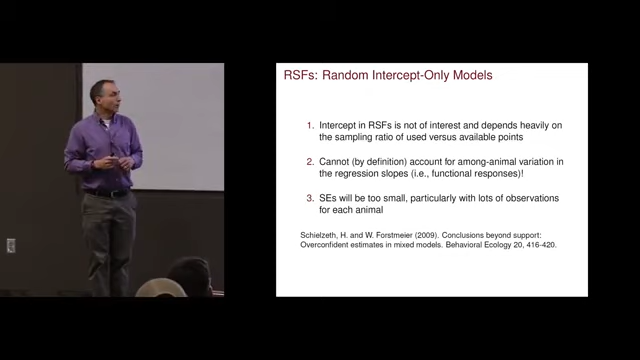 RSFs: Random Intercept-Only Models
1. Intercept in RSFs is not of interest and depends heavily on
the sampling ratio of used versus available points
2. Cannot (by definition) account for among-animal variation in
the regression slopes (i.e., functional responses)!
3. SEs will be too small, particularly with lots of observations
for each animal
Schielzeth, H. and W. Forstmeier (2009). Conclusions beyond support:
Overconfident estimates in mixed models. Behavioral Ecology 20, 416-420.